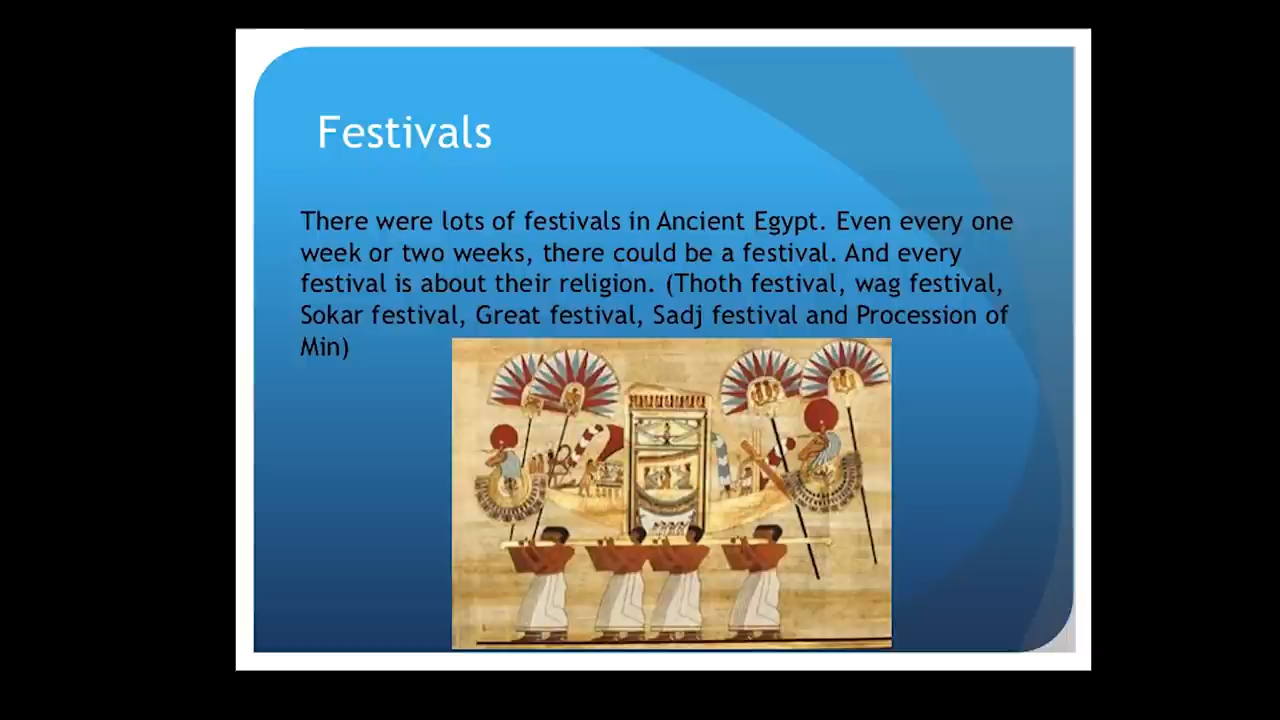 Festivals
There were lots of festivals in Ancient Egypt. Even every one
week or two weeks, there could be a festival. And every
festival is about their religion. (Thoth festival, wag festival,
Sokar festival, Great festival, Sadj festival and Procession of
Min)